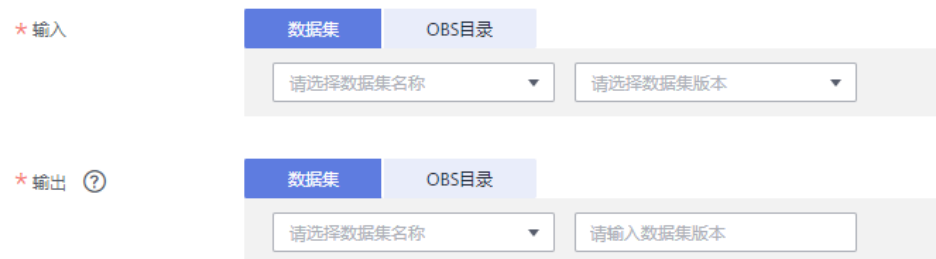 * 输入 数据集 OBS目录
请选择数据集名称 请选择数据集版本
* 输出 ? 数据集 OBS目录
请选择数据集名称 请输入数据集版本